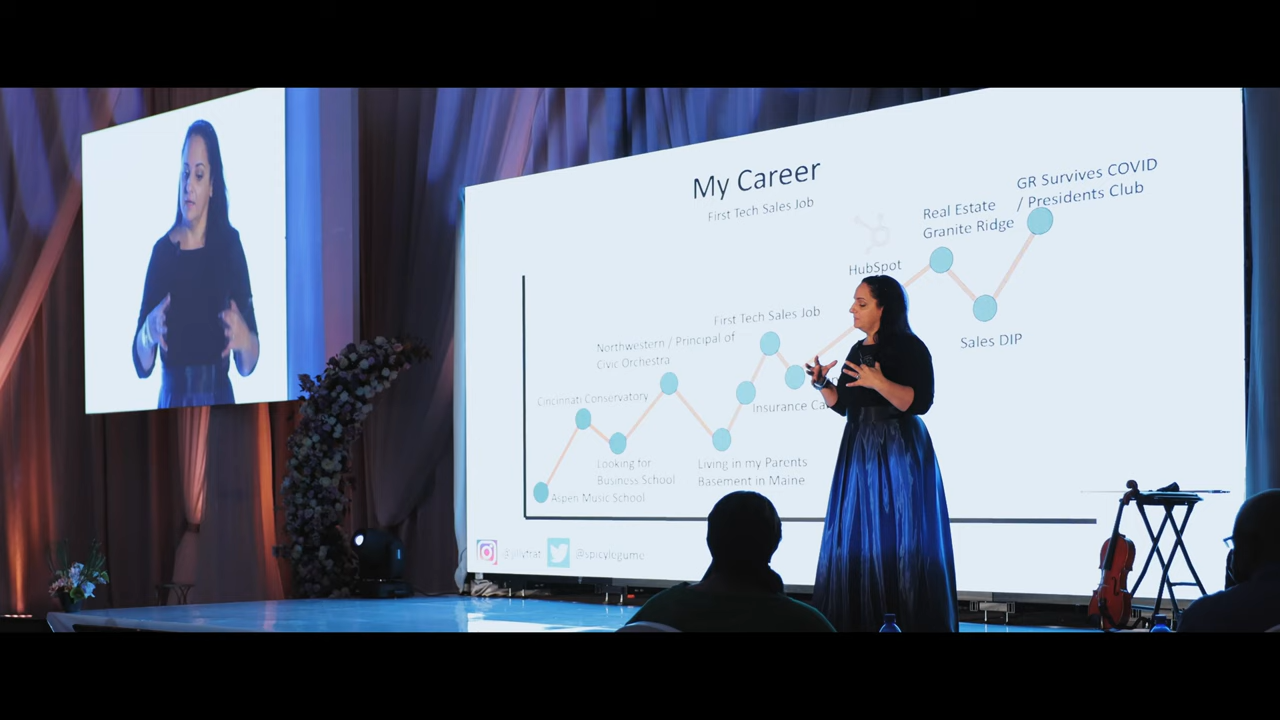 My Career
First Tech Sales Job
GR Survives COVID
/ Presidents Club
Real Estate
Granite Ridge
HubSpot
Sales DIP
First Tech Sales Job
Northwestern / Principal of
Civic Orchestra
Cincinnati Conservatory
Insurance
Looking for
Business School
Living in my Parents
Basement in Maine
Aspen Music School
@spicylegume